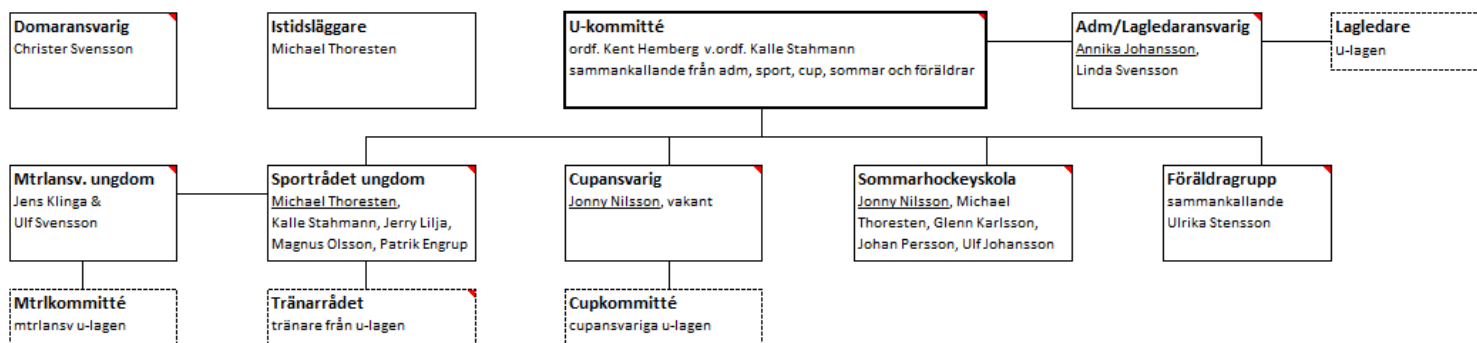 Domaransvarig
Christer Svensson
Istidsläggare
Michael Thoresten
U-kommitté
ordf. Kent Hemberg v.ordf. Kalle Stahmann
sammankallande från adm, sport, cup, sommar och föräldrar
Adm/Lagledaransvarig
Annika Johansson,
Linda Svensson
Lagledare
U-lagen
Mtrlansv. ungdom
Jens Klinga &
Ulf Svensson
Sportrådet ungdom
Michael Thoresten,
Kalle Stahmann, Jerry Lilja,
Magnus Olsson, Patrik Engrup
Cupansvarig
Jonny Nilsson, vakant
Sommarhockeyskola
Jonny Nilsson, Michael
Thoresten, Glenn Karlsson,
Johan Persson, Ulf Johansson
Föräldragrupp
sammankallande
Ulrika Stensson
Mtrlkommitté
mtrlansv u-lagen
Tränarrådet
tränare från u-lagen
Cupkommitté
cupansvariga u-lagen